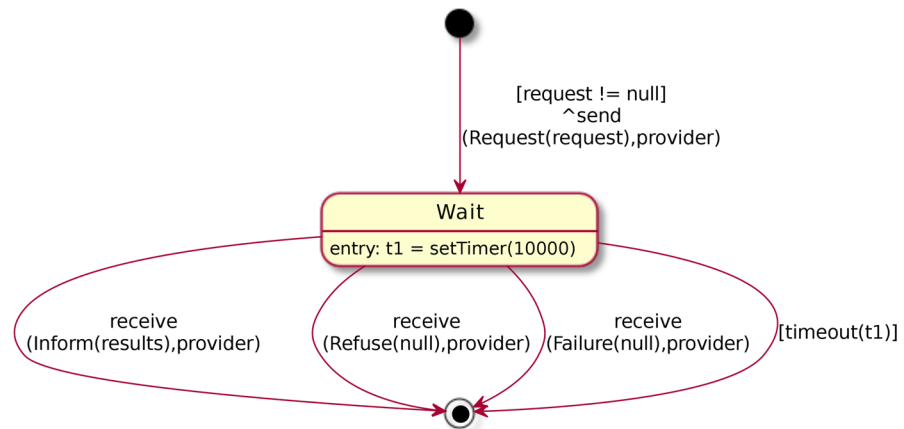 [request != null]
^send
(Request(request),provider)
Wait
entry: t1 = setTimer(10000)
receive
(Inform(results),provider)
receive
(Refuse(null),provider)
receive
(Failure(null),provider)
[timeout(t1)]